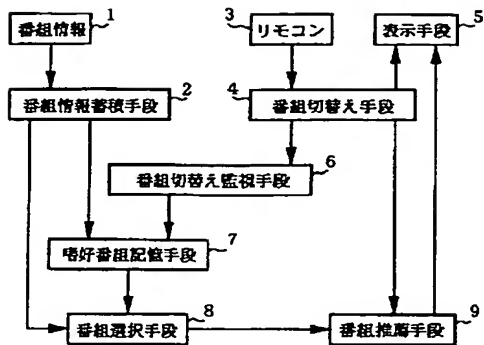 番組情報 1
リモコン 3
表示手段 5
番組情報蓄積手段 2
番組切替え手段 4
番組切替え監視手段 6
嗜好番組記憶手段 7
番組選択手段 8
番組推薦手段 9